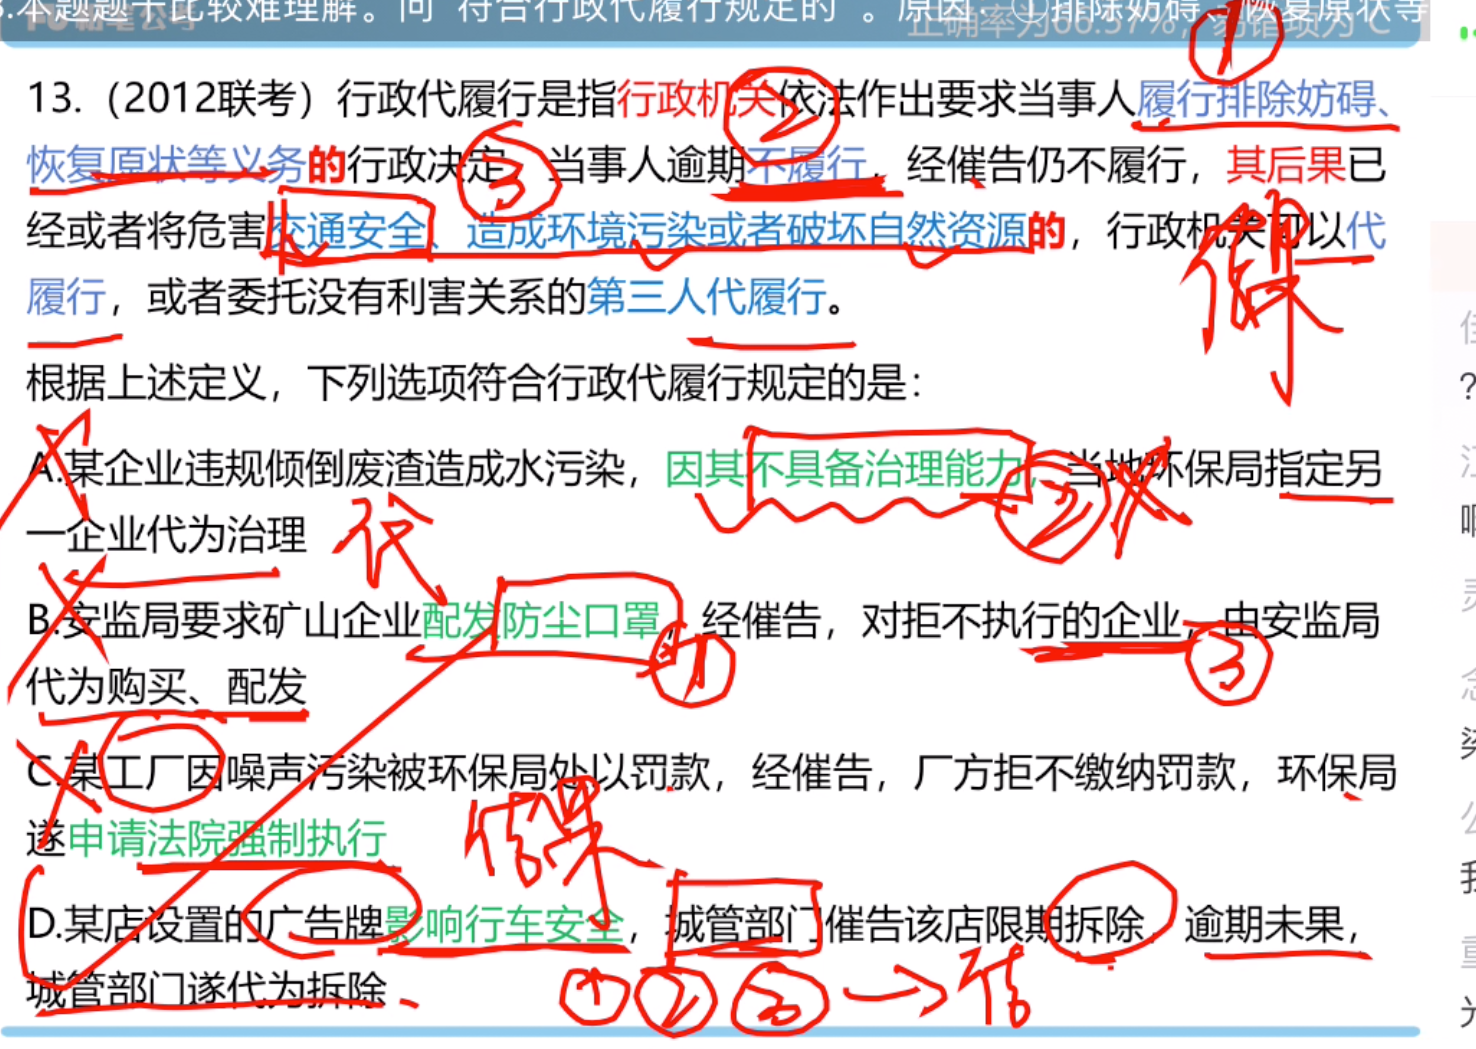 3.本题题干比较难理解。问“符合行政代履行规定的”。原因：①排除妨碍、恢复原状等
正确率为66.57%，易错项为 C
13.（2012联考）行政代履行是指行政机关依法作出要求当事人履行排除妨碍、
恢复原状等义务的行政决定，当事人逾期不履行，经催告仍不履行，其后果已
经或者将危害交通安全、造成环境污染或者破坏自然资源的，行政机关可以代
履行，或者委托没有利害关系的第三人代履行。
根据上述定义，下列选项符合行政代履行规定的是：
A.某企业违规倾倒废渣造成水污染，因其不具备治理能力，当地环保局指定另
一企业代为治理
B.安监局要求矿山企业配发防尘口罩，经催告，对拒不执行的企业，由安监局
代为购买、配发
C.某工厂因噪声污染被环保局处以罚款，经催告，厂方拒不缴纳罚款，环保局
遂申请法院强制执行
D.某店设置的广告牌影响行车安全，城管部门催告该店限期拆除，逾期未果，
城管部门遂代为拆除
① ② ③
② 代
① ③
① ② ③ →